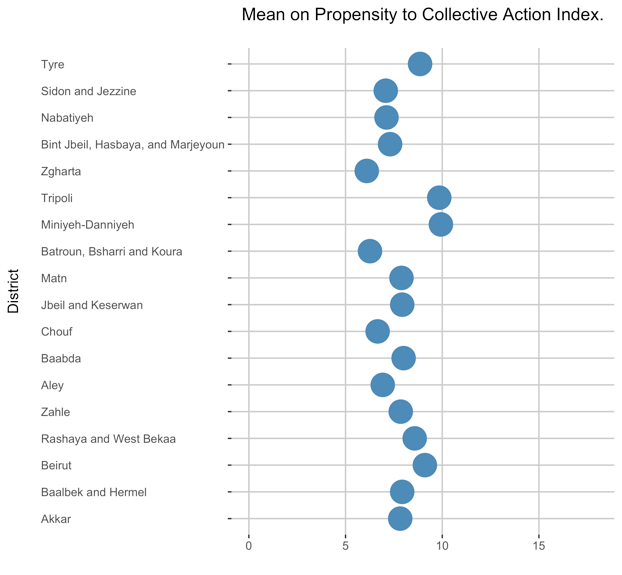 Mean on Propensity to Collective Action Index.
District
Tyre
Sidon and Jezzine
Nabatiyeh
Bint Jbeil, Hasbaya, and Marjeyoun
Zgharta
Tripoli
Miniyeh-Danniyeh
Batroun, Bsharri and Koura
Matn
Jbeil and Keserwan
Chouf
Baabda
Aley
Zahle
Rashaya and West Bekaa
Beirut
Baalbek and Hermel
Akkar
0 5 10 15